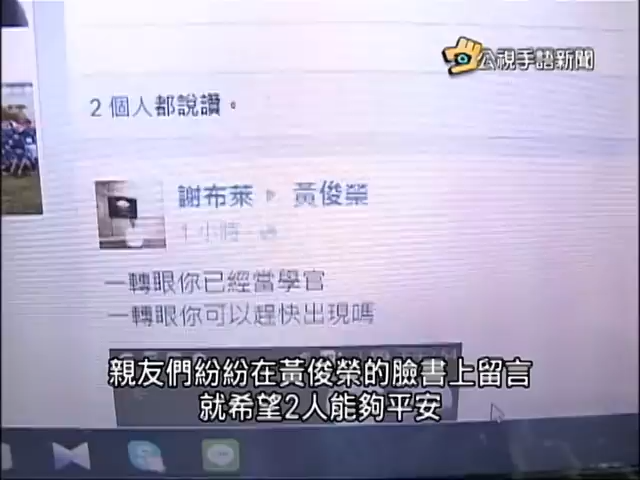 公視手語新聞
2 個人都說讚。
謝布萊 ▸ 黃俊榮
1 小時
一轉眼你已經當學官
一轉眼你可以趕快出現嗎
親友們紛紛在黃俊榮的臉書上留言
就希望2人能夠平安